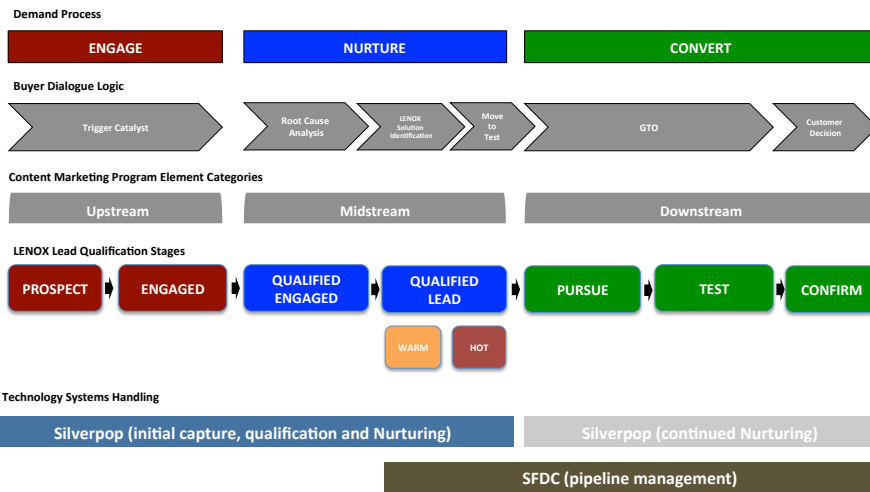 Demand Process
ENGAGE
NURTURE
CONVERT
Buyer Dialogue Logic
Trigger Catalyst
Root Cause
Analysis
LENOX
Solution
Identification
Move
to
Test
GTO
Customer
Decision
Content Marketing Program Element Categories
Upstream
Midstream
Downstream
LENOX Lead Qualification Stages
PROSPECT
ENGAGED
QUALIFIED
ENGAGED
QUALIFIED
LEAD
PURSUE
TEST
CONFIRM
WARM
HOT
Technology Systems Handling
Silverpop (initial capture, qualification and Nurturing)
Silverpop (continued Nurturing)
SFDC (pipeline management)